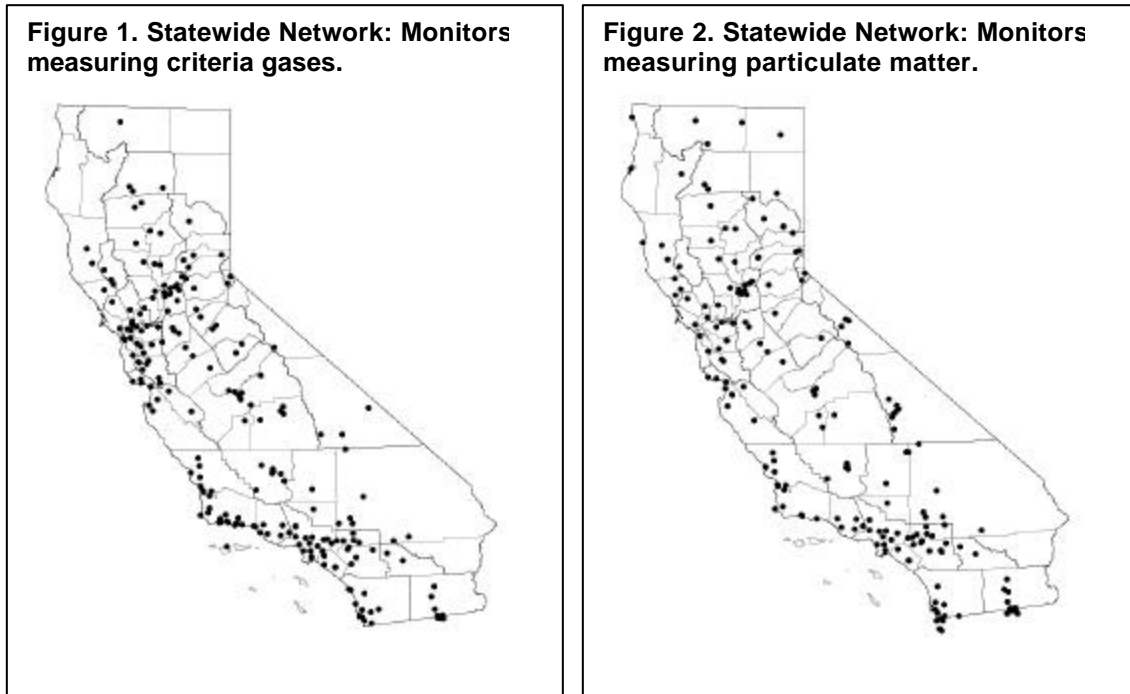 Figure 1. Statewide Network: Monitors
measuring criteria gases.
Figure 2. Statewide Network: Monitors
measuring particulate matter.